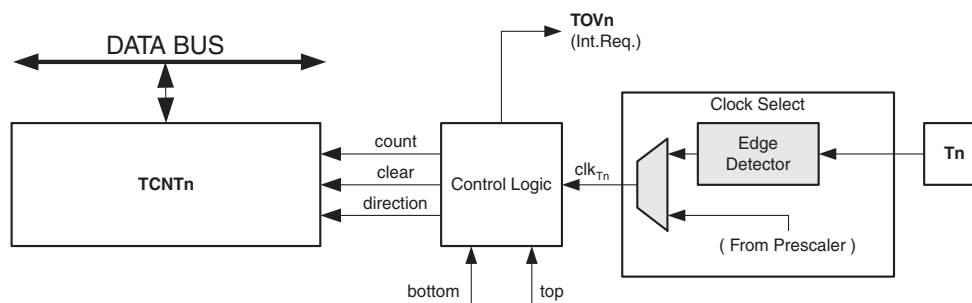 TOVn
(Int.Req.)
DATA BUS
Clock Select
count
Edge
Detector
Tn
TCNTn
clear
Control Logic
clkTn
direction
( From Prescaler )
bottom
top